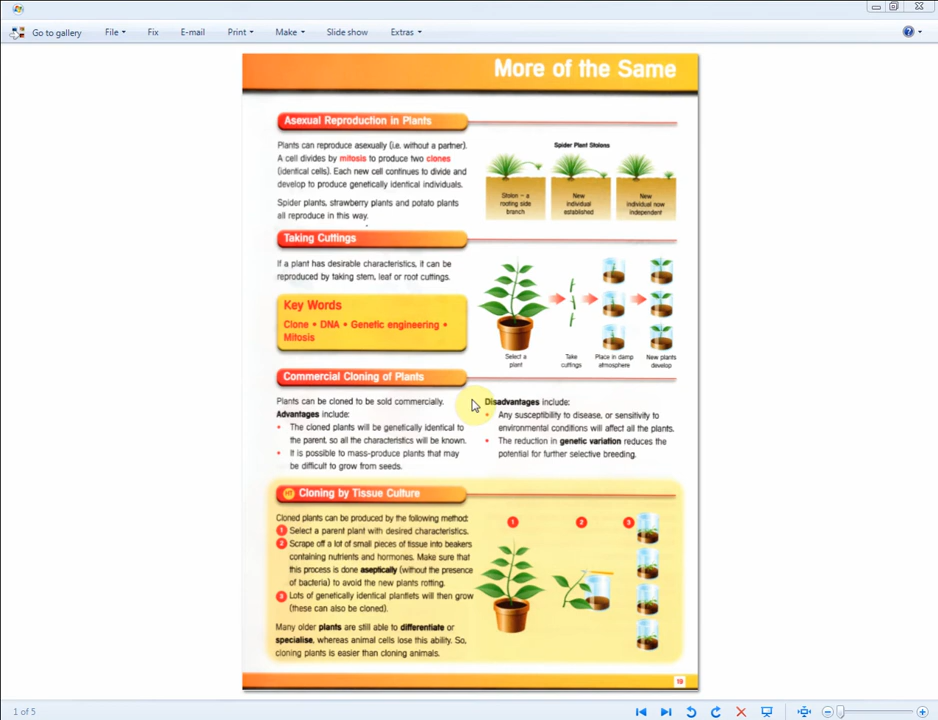 Go to gallery
File
Fix
E-mail
Print
Make
Slide show
Extras
More of the Same
Asexual Reproduction in Plants
Plants can reproduce asexually (i.e. without a partner).
A cell divides by mitosis to produce two clones
(identical cells). Each new cell continues to divide and
develop to produce genetically identical individuals.
Spider plants, strawberry plants and potato plants
all reproduce in this way.
Spider Plant Stolons
Stolon – a
rooting side
branch
New
individual
established
New
individual now
independent
Taking Cuttings
If a plant has desirable characteristics, it can be
reproduced by taking stem, leaf or root cuttings.
Key Words
Clone • DNA • Genetic engineering •
Mitosis
Select a
plant
Take
cuttings
Place in damp
atmosphere
New plants
develop
Commercial Cloning of Plants
Plants can be cloned to be sold commercially.
Advantages include:
• The cloned plants will be genetically identical to
the parent, so all the characteristics will be known.
• It is possible to mass-produce plants that may
be difficult to grow from seeds.
Disadvantages include:
• Any susceptibility to disease, or sensitivity to
environmental conditions will affect all the plants.
• The reduction in genetic variation reduces the
potential for further selective breeding.
HT Cloning by Tissue Culture
Cloned plants can be produced by the following method:
1 Select a parent plant with desired characteristics.
2 Scrape off a lot of small pieces of tissue into beakers
containing nutrients and hormones. Make sure that
this process is done aseptically (without the presence
of bacteria) to avoid the new plants rotting.
3 Lots of genetically identical plantlets will then grow
(these can also be cloned).
Many older plants are still able to differentiate or
specialise, whereas animal cells lose this ability. So,
cloning plants is easier than cloning animals.
1
2
3
19
1 of 5